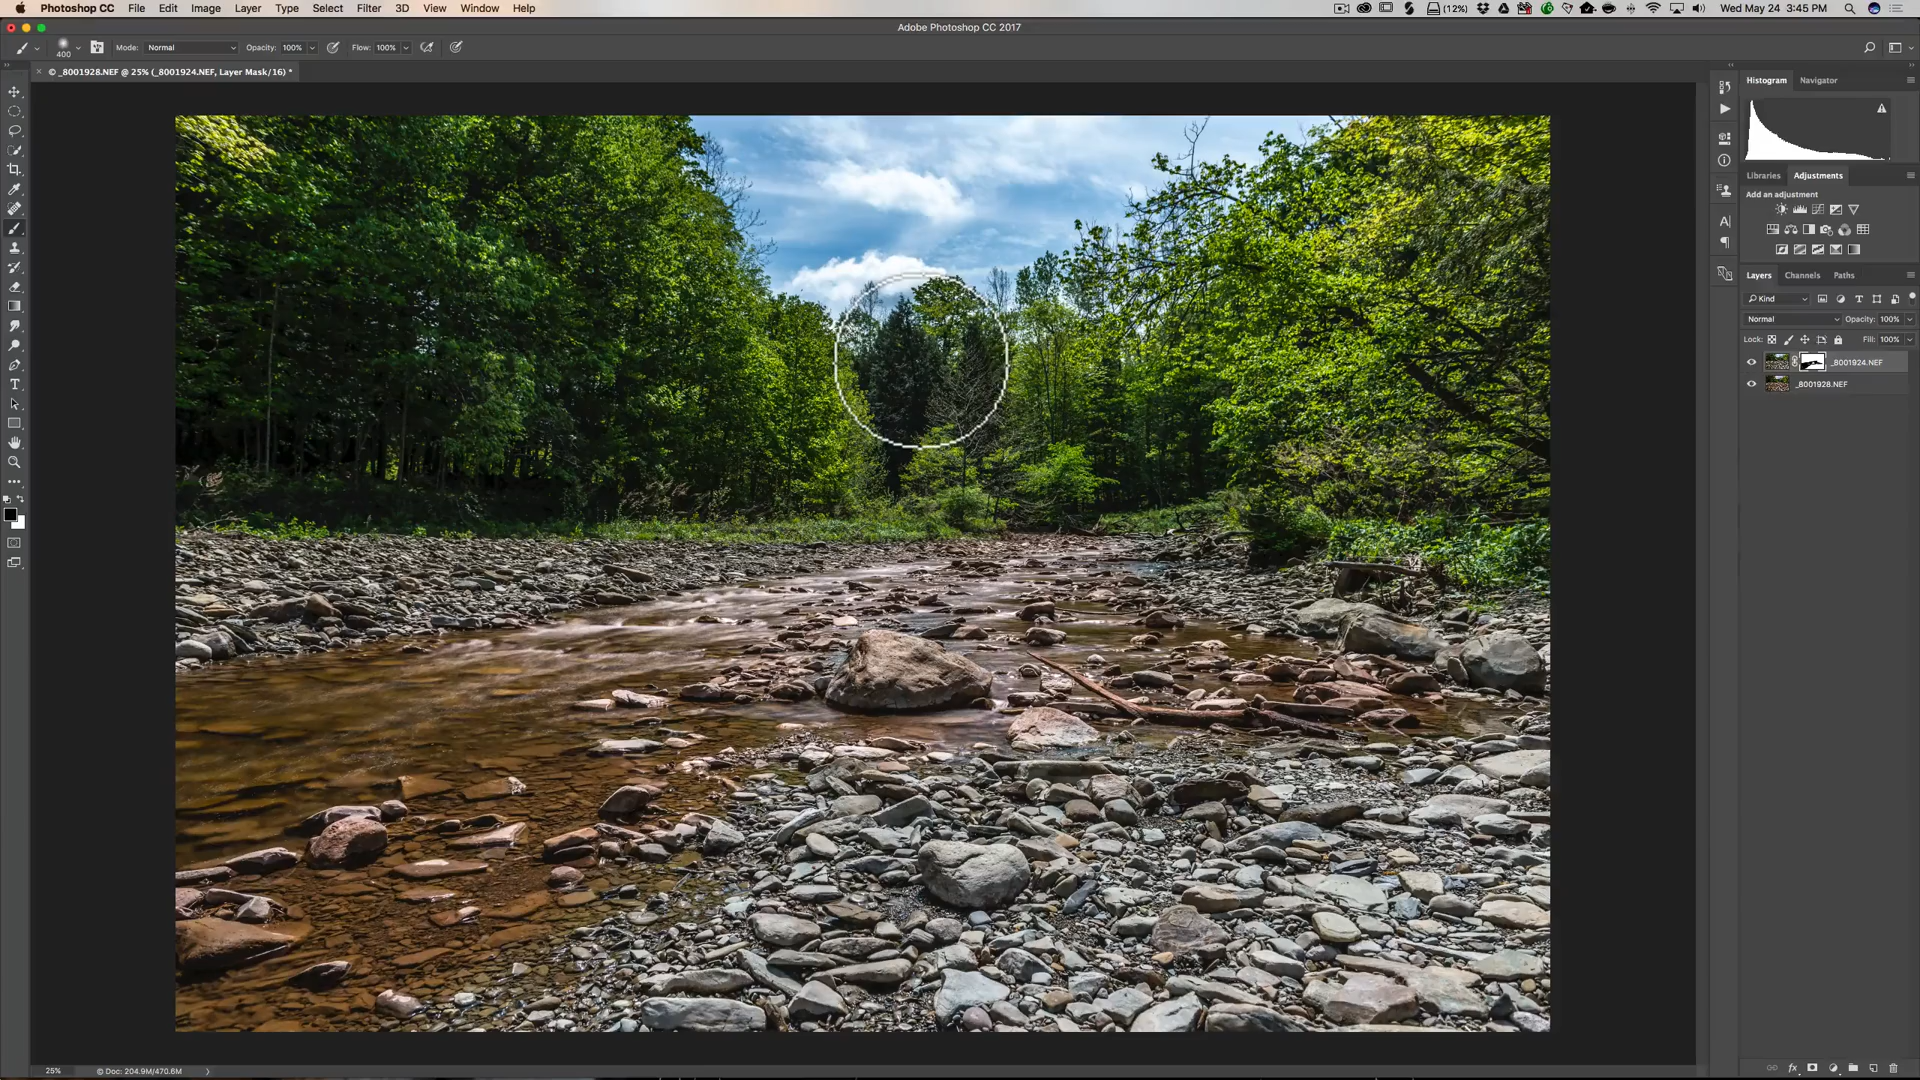 Photoshop CC File Edit Image Layer Type Select Filter 3D View Window Help (12%) Wed May 24 3:45 PM
Adobe Photoshop CC 2017
400 Mode: Normal Opacity: 100% Flow: 100%
× © _8001928.NEF @ 25% (_8001924.NEF, Layer Mask/16) *
Histogram Navigator
Libraries Adjustments
Add an adjustment
Layers Channels Paths
Kind
Normal Opacity: 100%
Lock: Fill: 100%
_8001924.NEF
_8001928.NEF
25% © Doc: 204.9M/470.6M